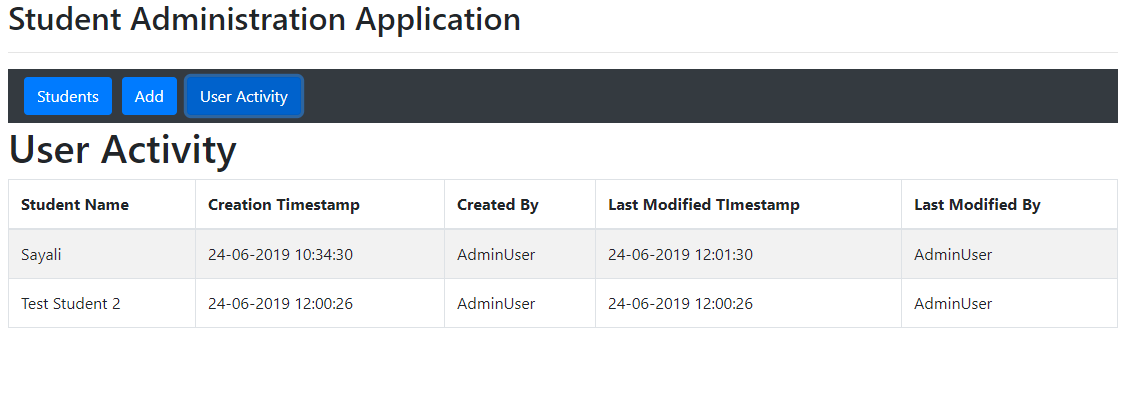 Student Administration Application
Students Add User Activity
User Activity
Student Name Creation Timestamp Created By Last Modified TImestamp Last Modified By
Sayali 24-06-2019 10:34:30 AdminUser 24-06-2019 12:01:30 AdminUser
Test Student 2 24-06-2019 12:00:26 AdminUser 24-06-2019 12:00:26 AdminUser